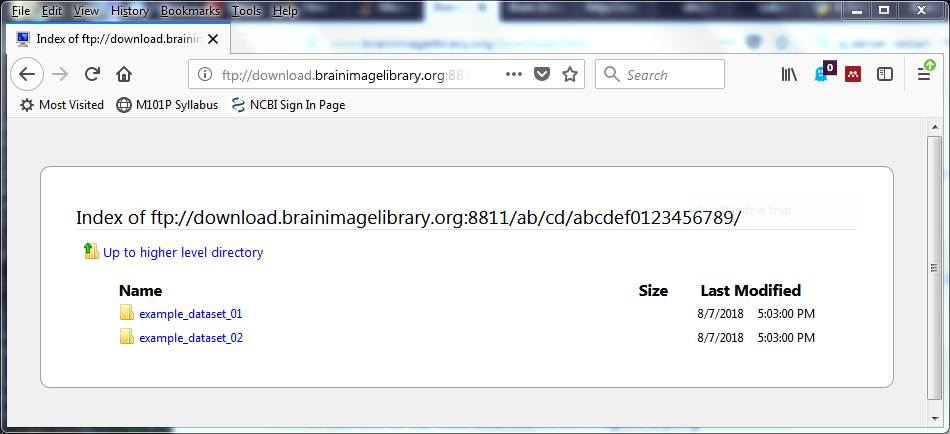 File Edit View History Bookmarks Tools Help
Index of ftp://download.brainim
ftp://download.brainimagelibrary.org:881
Search
0
Most Visited M101P Syllabus NCBI Sign In Page
Window Snip
Index of ftp://download.brainimagelibrary.org:8811/ab/cd/abcdef0123456789/
Up to higher level directory
Name Size Last Modified
example_dataset_01 8/7/2018 5:03:00 PM
example_dataset_02 8/7/2018 5:03:00 PM